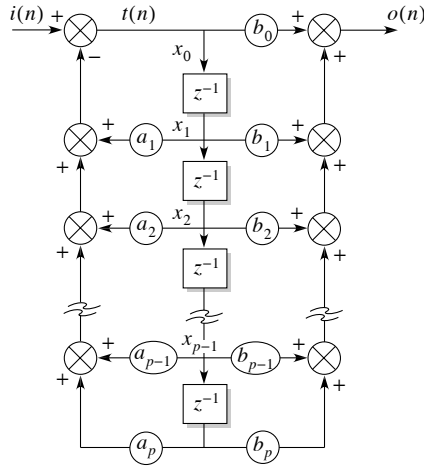 i(n) + t(n) b₀ + o(n)
− x₀ +
z⁻¹
+ a₁ x₁ b₁ +
+ z⁻¹ +
+ a₂ x₂ b₂ +
+ z⁻¹ +
+ aₚ₋₁ xₚ₋₁ bₚ₋₁ +
+ z⁻¹ +
aₚ bₚ